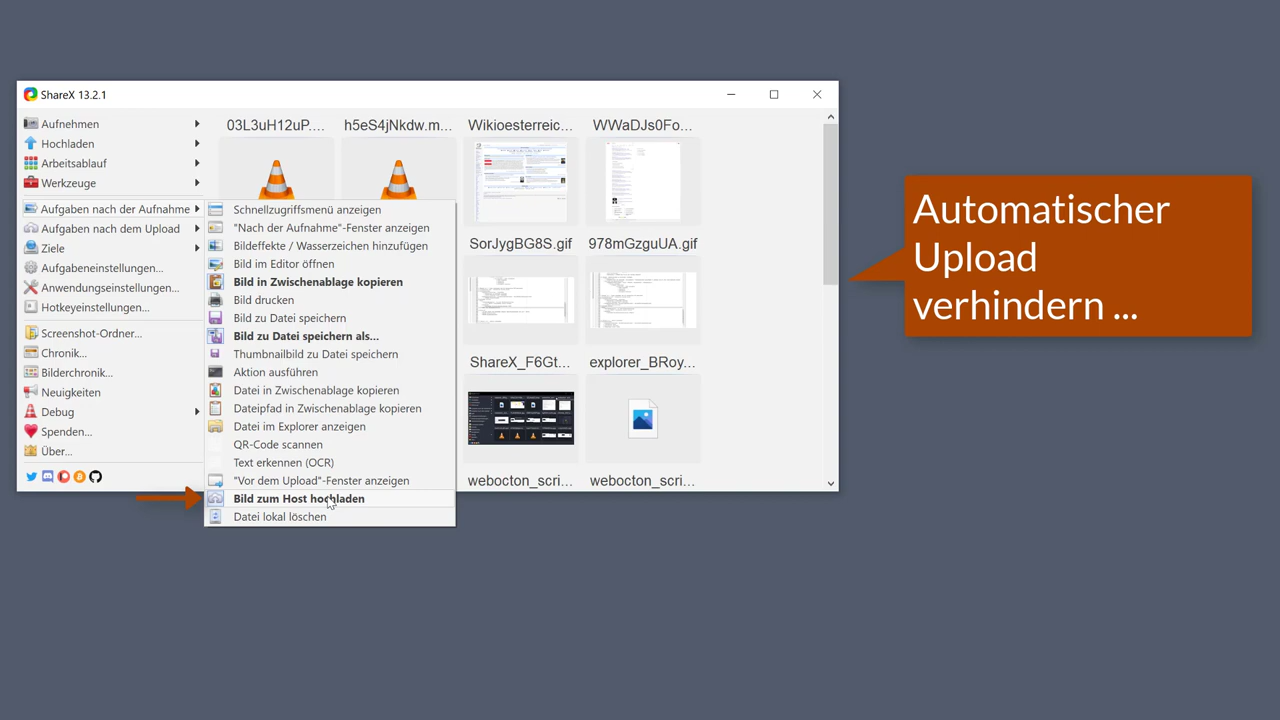 ShareX 13.2.1
Aufnehmen
Hochladen
Arbeitsablauf
Werkzeuge
Aufgaben nach der Aufnahm
Aufgaben nach dem Upload
Ziele
Aufgabeneinstellungen...
Anwendungseinstellungen...
Hotkeyeinstellungen...
Screenshot-Ordner...
Chronik...
Bilderchronik...
Neuigkeiten
Debug
Spenden...
Über...
Schnellzugriffsmenü anzeigen
"Nach der Aufnahme"-Fenster anzeigen
Bildeffekte / Wasserzeichen hinzufügen
Bild im Editor öffnen
Bild in Zwischenablage kopieren
Bild drucken
Bild zu Datei speichern
Bild zu Datei speichern als...
Thumbnailbild zu Datei speichern
Aktion ausführen
Datei in Zwischenablage kopieren
Dateipfad in Zwischenablage kopieren
Datei im Explorer anzeigen
QR-Code scannen
Text erkennen (OCR)
"Vor dem Upload"-Fenster anzeigen
Bild zum Host hochladen
Datei lokal löschen
03L3uH12uP.... h5eS4jNkdw.m... Wikioesterreic... WWaDJs0Fo...
SorJygBG8S.gif 978mGzguUA.gif
ShareX_F6Gt... explorer_BRoy...
webocton_scri... webocton_scri...
Automatischer
Upload
verhindern ...